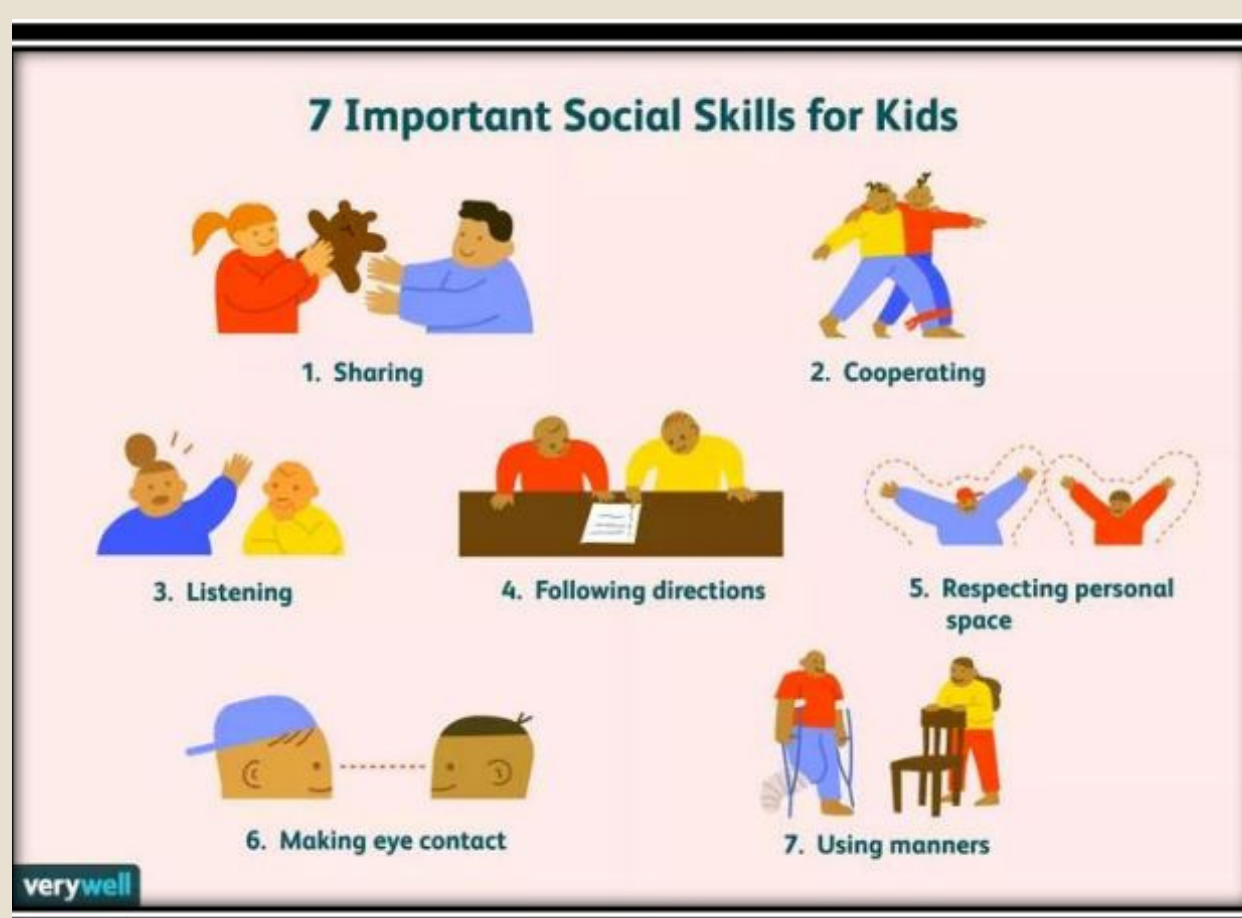 7 Important Social Skills for Kids
1. Sharing
2. Cooperating
3. Listening
4. Following directions
5. Respecting personal
space
6. Making eye contact
7. Using manners
verywell